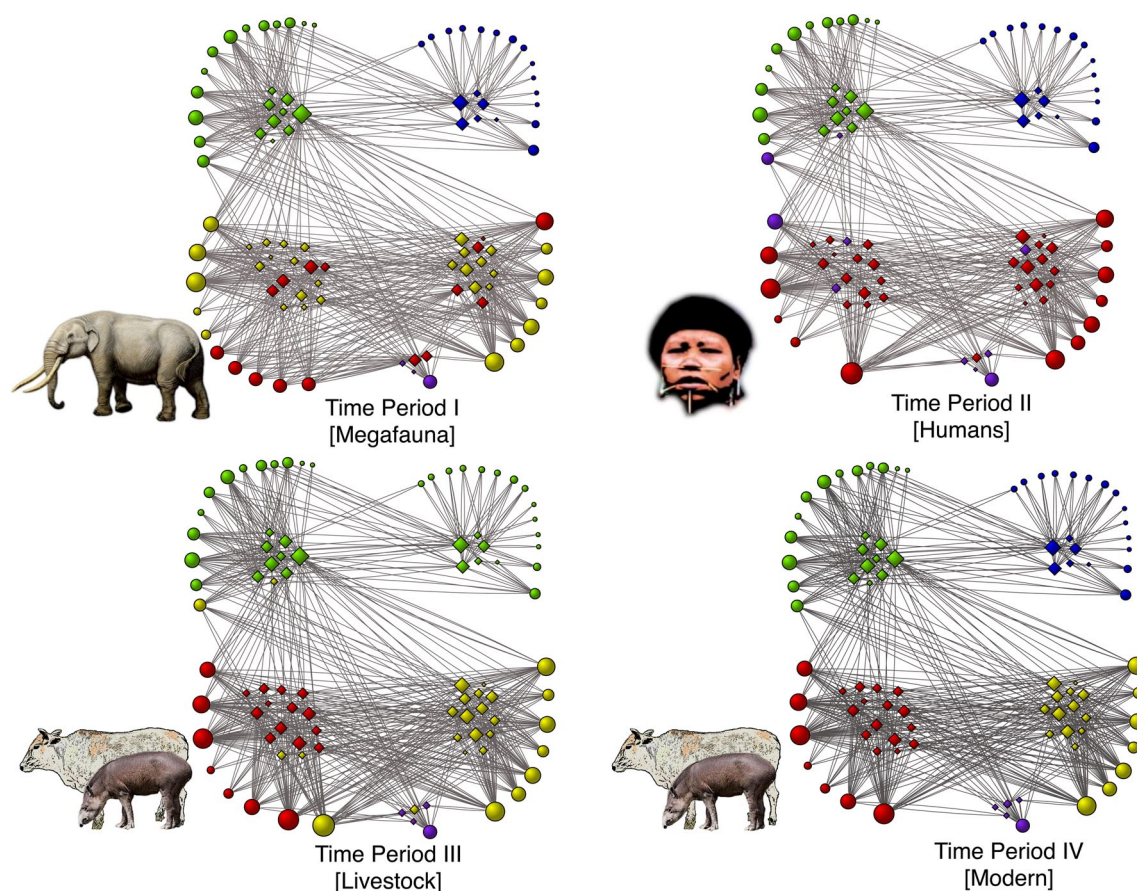 Time Period I
[Megafauna]
Time Period II
[Humans]
Time Period III
[Livestock]
Time Period IV
[Modern]